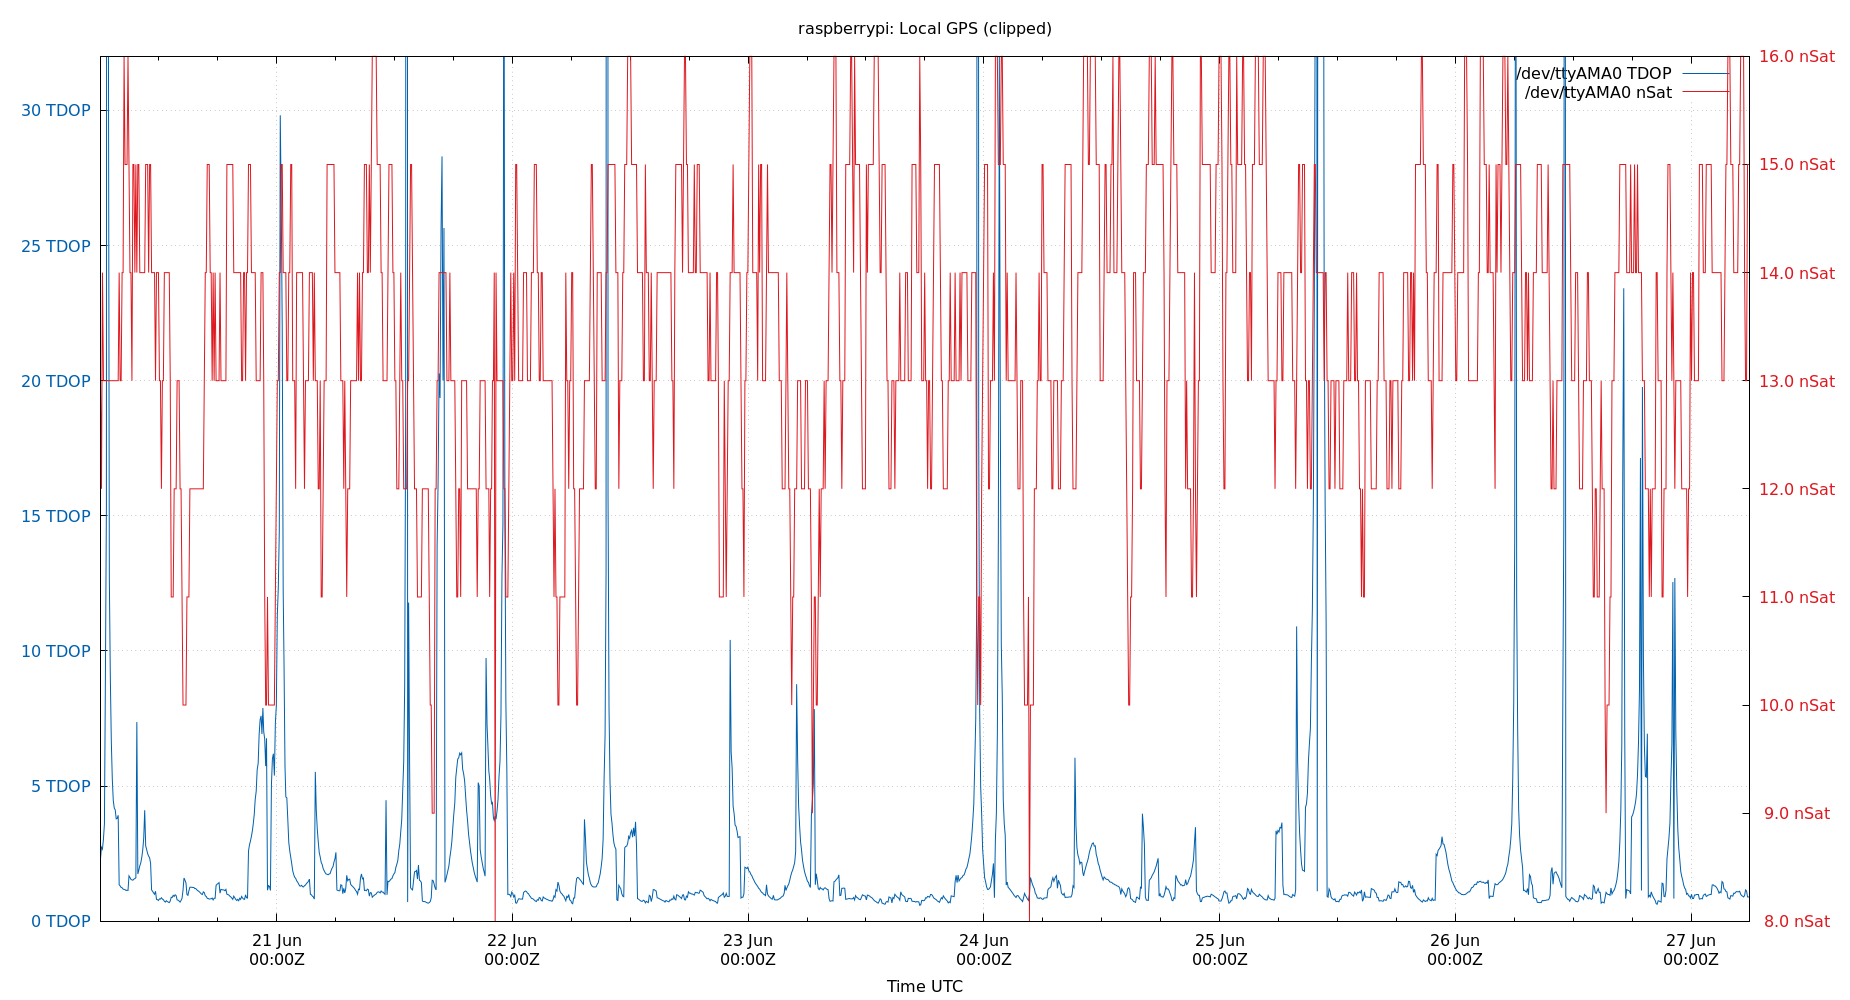 raspberrypi: Local GPS (clipped)
/dev/ttyAMA0 TDOP
/dev/ttyAMA0 nSat
30 TDOP
25 TDOP
20 TDOP
15 TDOP
10 TDOP
5 TDOP
0 TDOP
16.0 nSat
15.0 nSat
14.0 nSat
13.0 nSat
12.0 nSat
11.0 nSat
10.0 nSat
9.0 nSat
8.0 nSat
21 Jun
00:00Z
22 Jun
00:00Z
23 Jun
00:00Z
24 Jun
00:00Z
25 Jun
00:00Z
26 Jun
00:00Z
27 Jun
00:00Z
Time UTC